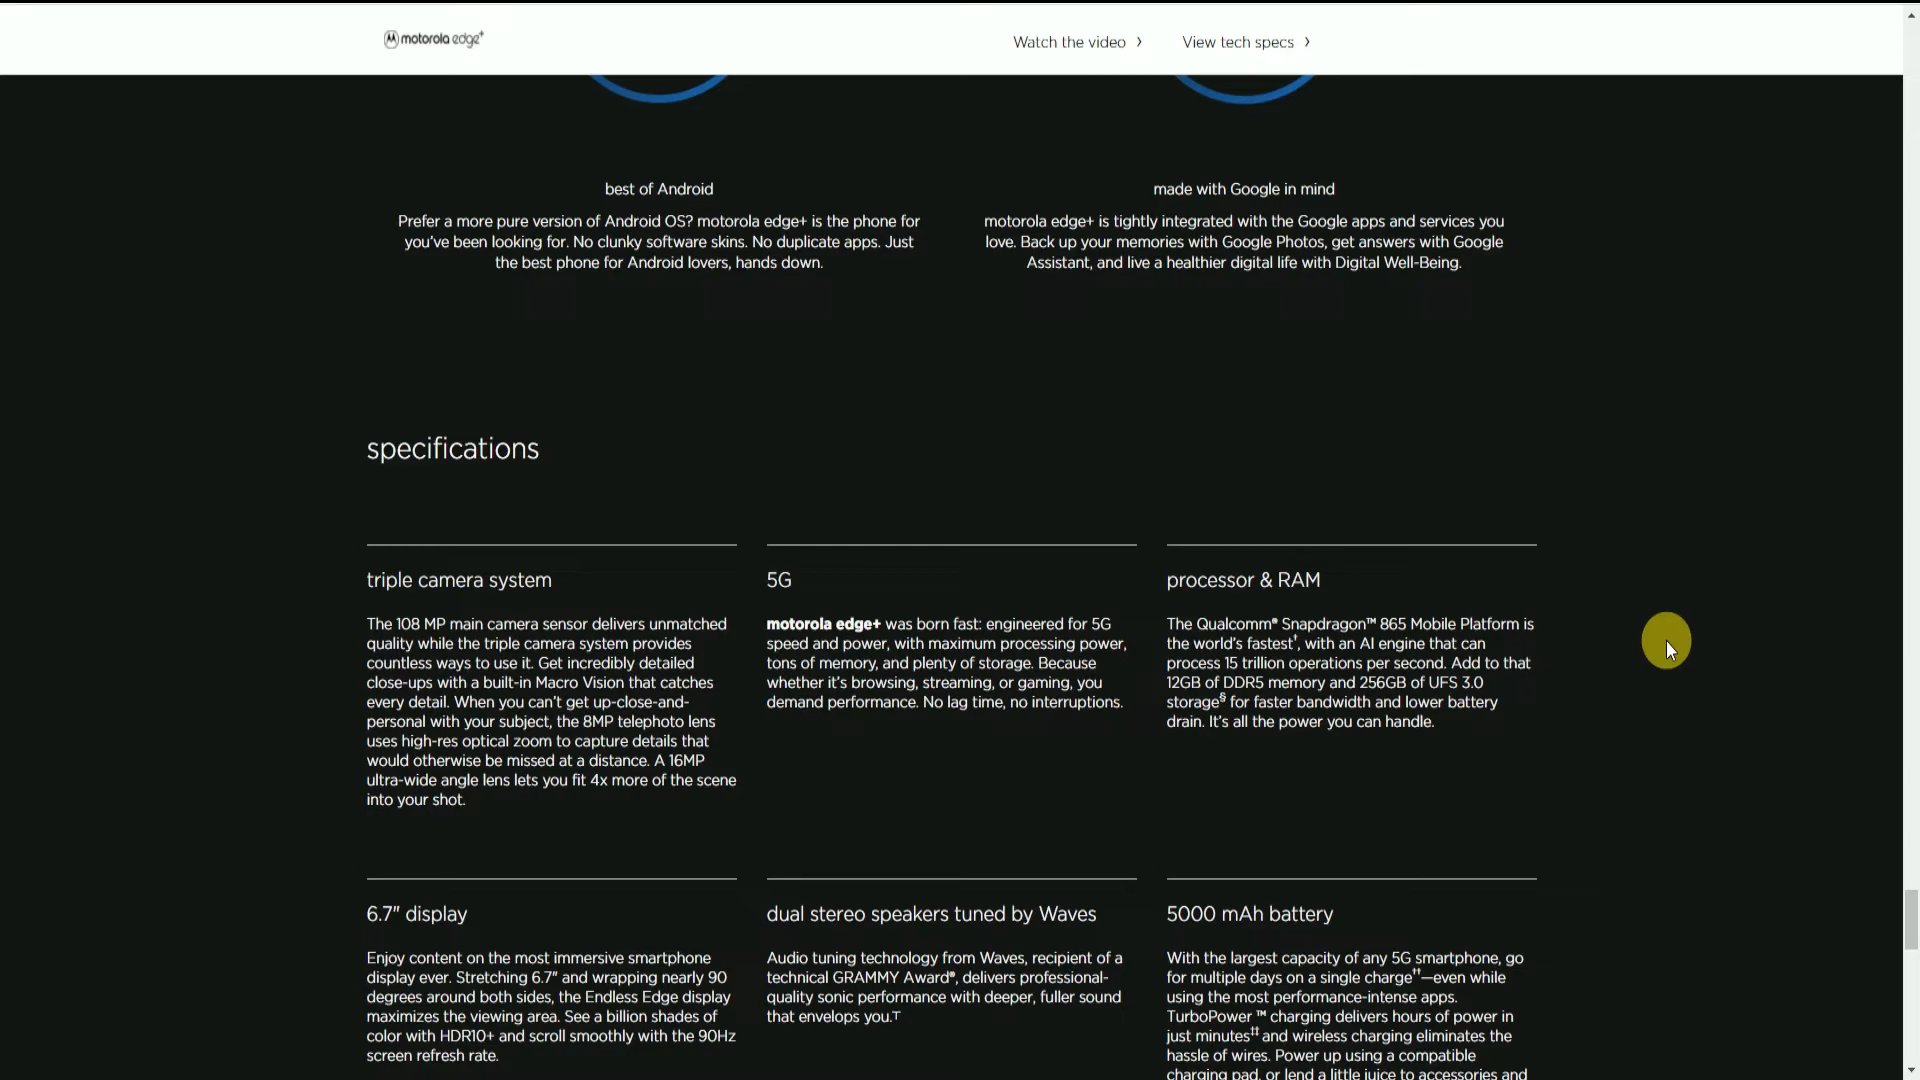 motorola edge+
Watch the video ›
View tech specs ›
best of Android
Prefer a more pure version of Android OS? motorola edge+ is the phone for
you've been looking for. No clunky software skins. No duplicate apps. Just
the best phone for Android lovers, hands down.
made with Google in mind
motorola edge+ is tightly integrated with the Google apps and services you
love. Back up your memories with Google Photos, get answers with Google
Assistant, and live a healthier digital life with Digital Well-Being.
specifications
triple camera system
The 108 MP main camera sensor delivers unmatched
quality while the triple camera system provides
countless ways to use it. Get incredibly detailed
close-ups with a built-in Macro Vision that catches
every detail. When you can't get up-close-and-
personal with your subject, the 8MP telephoto lens
uses high-res optical zoom to capture details that
would otherwise be missed at a distance. A 16MP
ultra-wide angle lens lets you fit 4x more of the scene
into your shot.
5G
motorola edge+ was born fast: engineered for 5G
speed and power, with maximum processing power,
tons of memory, and plenty of storage. Because
whether it's browsing, streaming, or gaming, you
demand performance. No lag time, no interruptions.
processor & RAM
The Qualcomm® Snapdragon™ 865 Mobile Platform is
the world's fastest†, with an AI engine that can
process 15 trillion operations per second. Add to that
12GB of DDR5 memory and 256GB of UFS 3.0
storage§ for faster bandwidth and lower battery
drain. It's all the power you can handle.
6.7" display
Enjoy content on the most immersive smartphone
display ever. Stretching 6.7" and wrapping nearly 90
degrees around both sides, the Endless Edge display
maximizes the viewing area. See a billion shades of
color with HDR10+ and scroll smoothly with the 90Hz
screen refresh rate.
dual stereo speakers tuned by Waves
Audio tuning technology from Waves, recipient of a
technical GRAMMY Award®, delivers professional-
quality sonic performance with deeper, fuller sound
that envelops you.⊤
5000 mAh battery
With the largest capacity of any 5G smartphone, go
for multiple days on a single charge††—even while
using the most performance-intense apps.
TurboPower ™ charging delivers hours of power in
just minutes‡‡ and wireless charging eliminates the
hassle of wires. Power up using a compatible
charging pad, or lend a little juice to accessories and